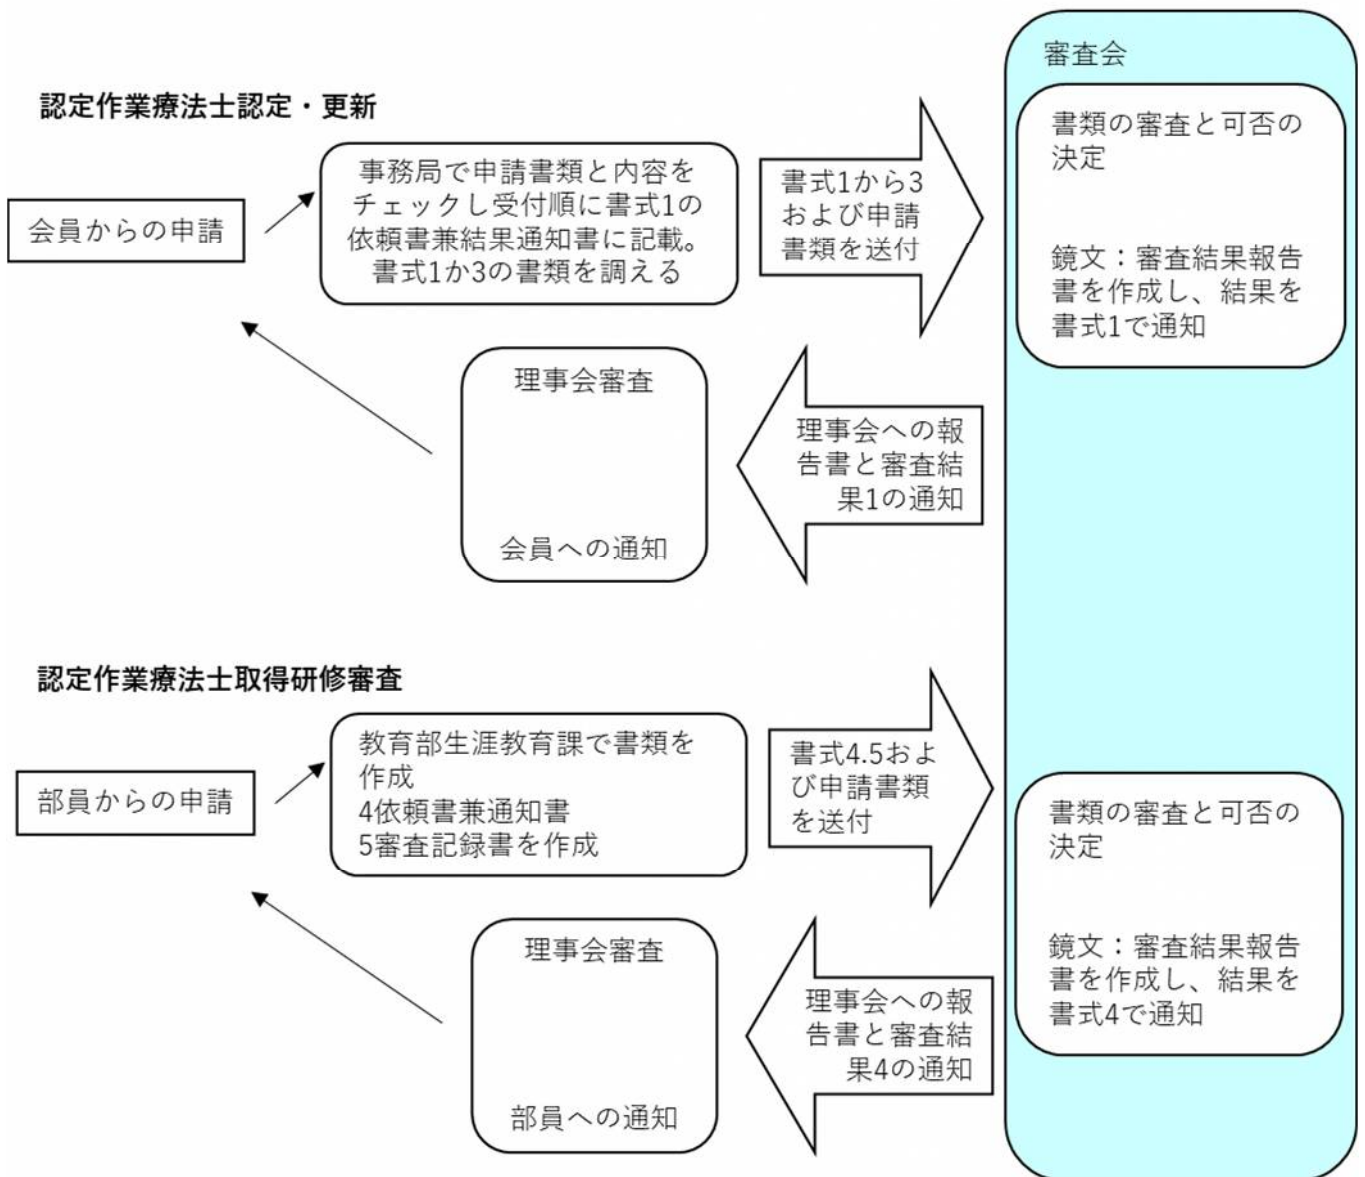 審査会
認定作業療法士認定・更新
会員からの申請
事務局で申請書類と内容を
チェックし受付順に書式1の
依頼書兼結果通知書に記載。
書式1か3の書類を調える
書式1から3
および申請
書類を送付
書類の審査と可否の
決定
鏡文：審査結果報告
書を作成し、結果を
書式1で通知
理事会への報
告書と審査結
果1の通知
理事会審査
会員への通知
認定作業療法士取得研修審査
部員からの申請
教育部生涯教育課で書類を
作成
4依頼書兼通知書
5審査記録書を作成
書式4.5およ
び申請書類
を送付
書類の審査と可否の
決定
鏡文：審査結果報告
書を作成し、結果を
書式4で通知
理事会への報
告書と審査結
果4の通知
理事会審査
部員への通知